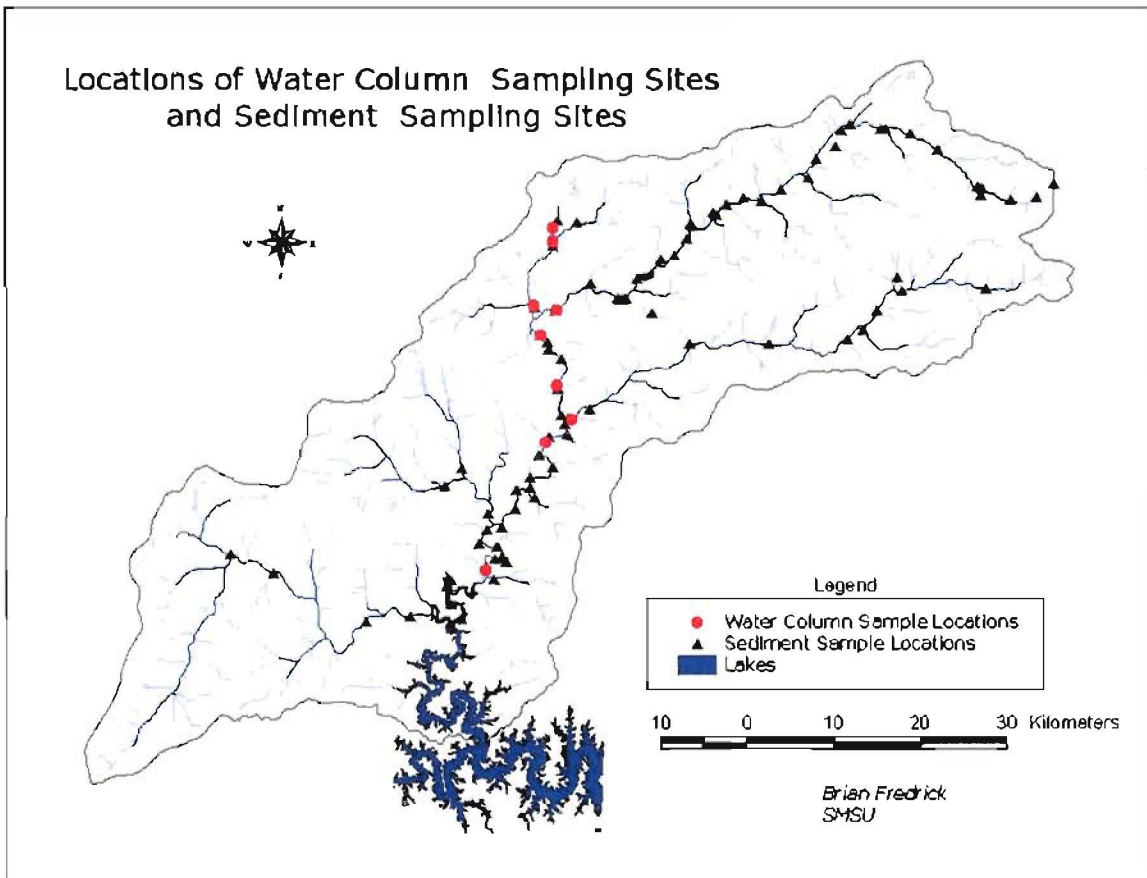 Locations of Water Column Sampling Sites
and Sediment Sampling Sites
Legend
Water Column Sample Locations
Sediment Sample Locations
Lakes
10 0 10 20 30 Kilometers
Brian Fredrick
SMSU